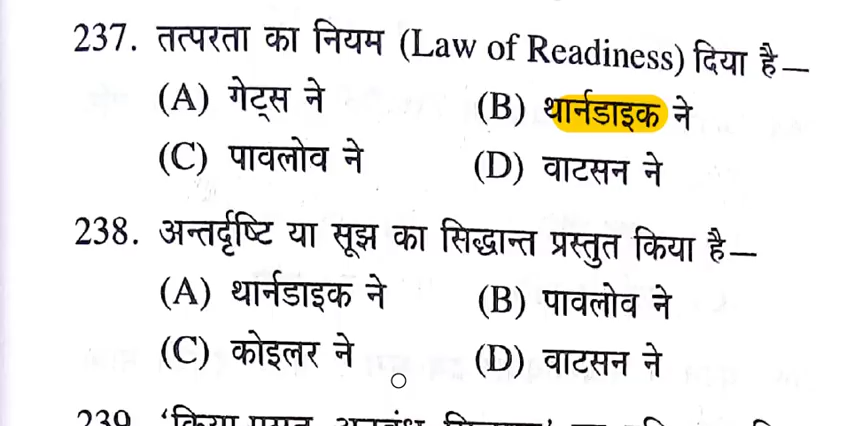 237. तत्परता का नियम (Law of Readiness) दिया है—
(A) गेट्स ने (B) थार्नडाइक ने
(C) पावलोव ने (D) वाटसन ने
238. अन्तर्दृष्टि या सूझ का सिद्धान्त प्रस्तुत किया है—
(A) थार्नडाइक ने (B) पावलोव ने
(C) कोइलर ने (D) वाटसन ने
239.